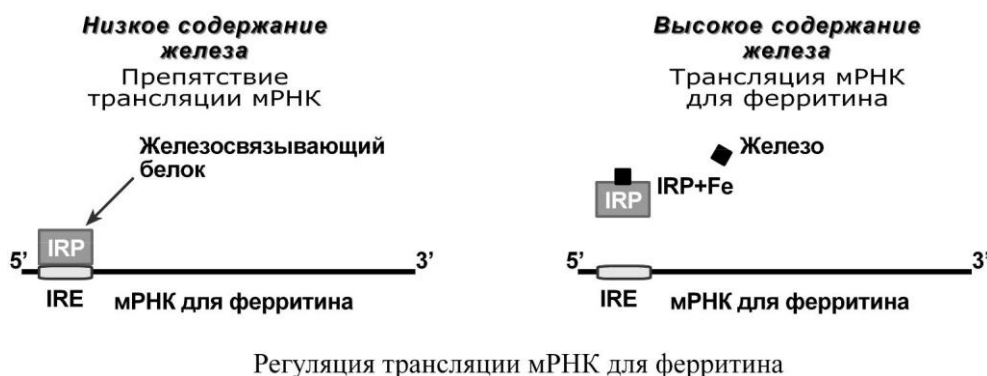 Низкое содержание
железа
Препятствие
трансляции мРНК
Железосвязывающий
белок
IRP
5’
3’
IRE
мРНК для ферритина
Высокое содержание
железа
Трансляция мРНК
для ферритина
Железо
IRP+Fe
IRP
5’
3’
IRE
мРНК для ферритина
Регуляция трансляции мРНК для ферритина